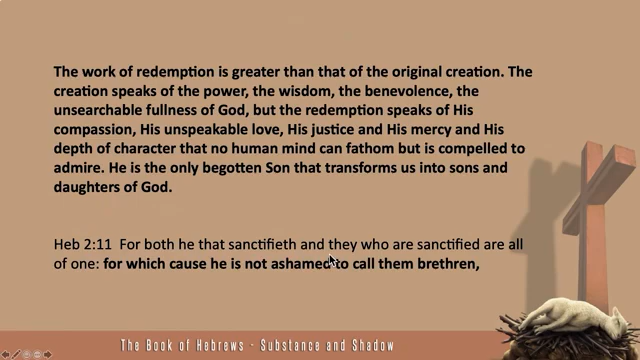 The work of redemption is greater than that of the original creation. The
creation speaks of the power, the wisdom, the benevolence, the
unsearchable fullness of God, but the redemption speaks of His
compassion, His unspeakable love, His justice and His mercy and His
depth of character that no human mind can fathom but is compelled to
admire. He is the only begotten Son that transforms us into sons and
daughters of God.
Heb 2:11 For both he that sanctifieth and they who are sanctified are all
of one: for which cause he is not ashamed to call them brethren,
The Book of Hebrews - Substance and Shadow